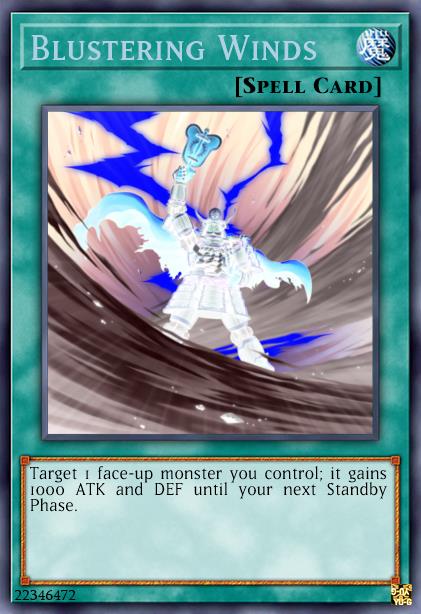 Blustering Winds
魔
[Spell Card]
Target 1 face-up monster you control; it gains
1000 ATK and DEF until your next Standby
Phase.
22346472